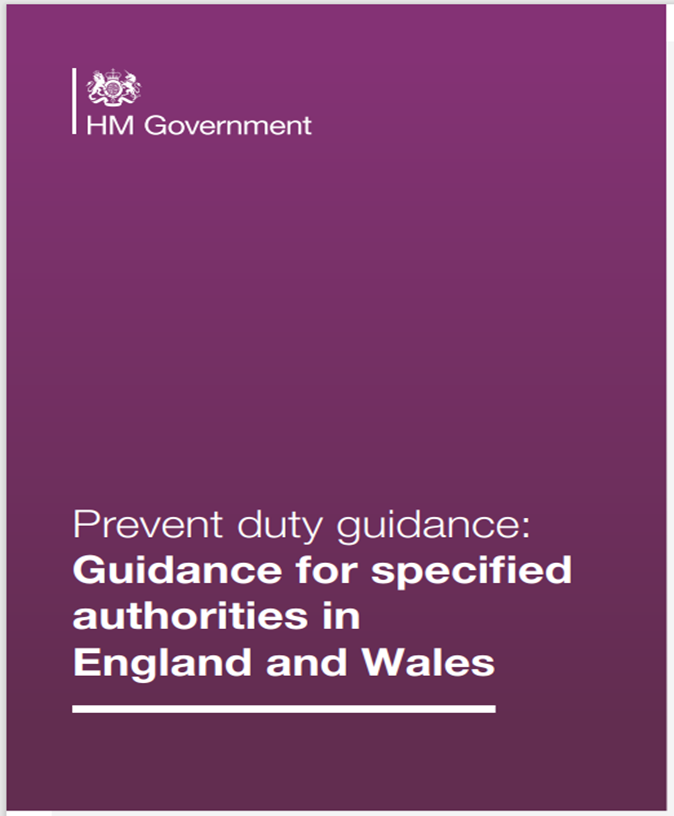 HM Government
Prevent duty guidance:
Guidance for specified
authorities in
England and Wales